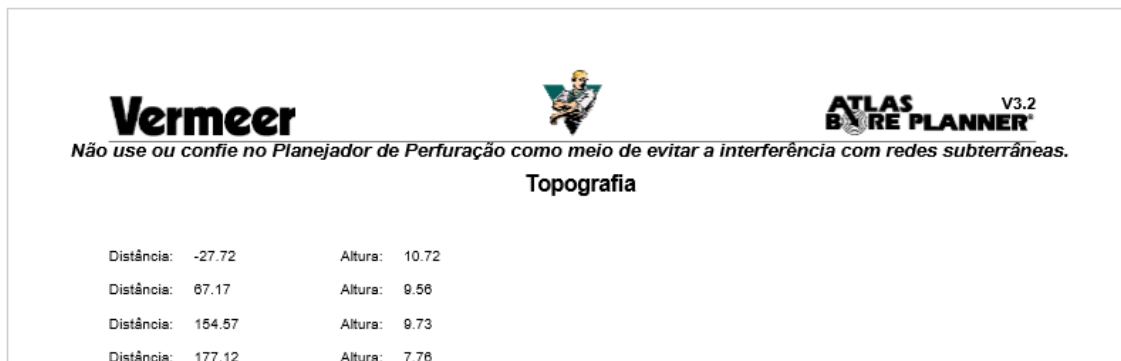 Vermeer
ATLAS V3.2
BORE PLANNER®
Não use ou confie no Planejador de Perfuração como meio de evitar a interferência com redes subterrâneas.
Topografia
Distância: -27.72 Altura: 10.72
Distância: 67.17 Altura: 9.56
Distância: 154.57 Altura: 9.73
Distância: 177.12 Altura: 7.76